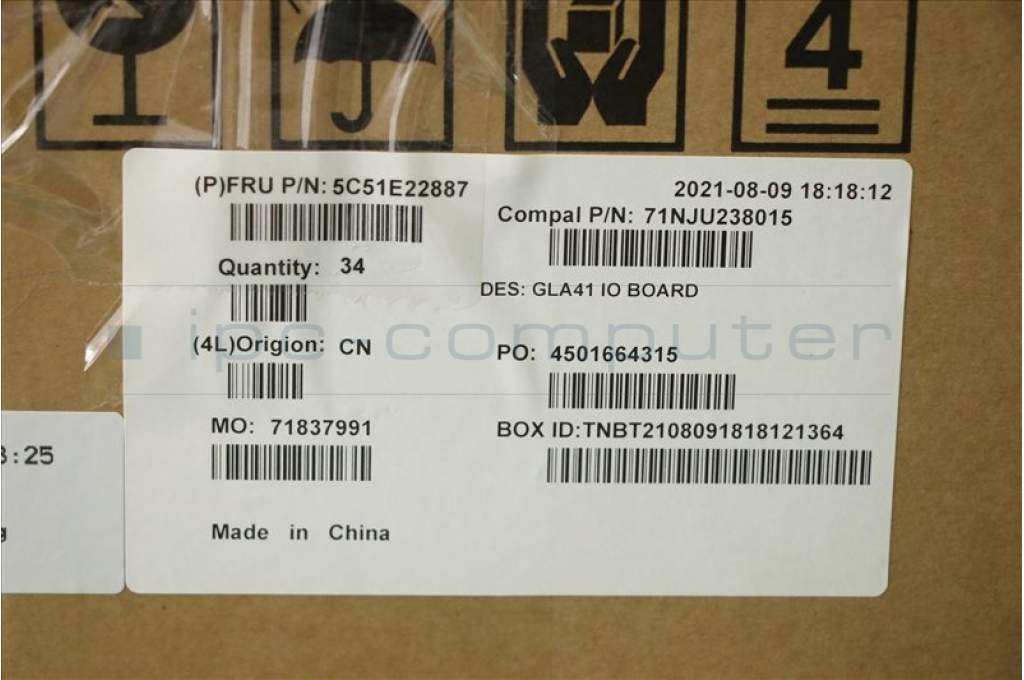 4
(P)FRU P/N: 5C51E22887
2021-08-09 18:18:12
Compal P/N: 71NJU238015
Quantity: 34
DES: GLA41 IO BOARD
ipc computer
(4L)Origion: CN
PO: 4501664315
MO: 71837991
BOX ID:TNBT2108091818121364
:25
Made in China